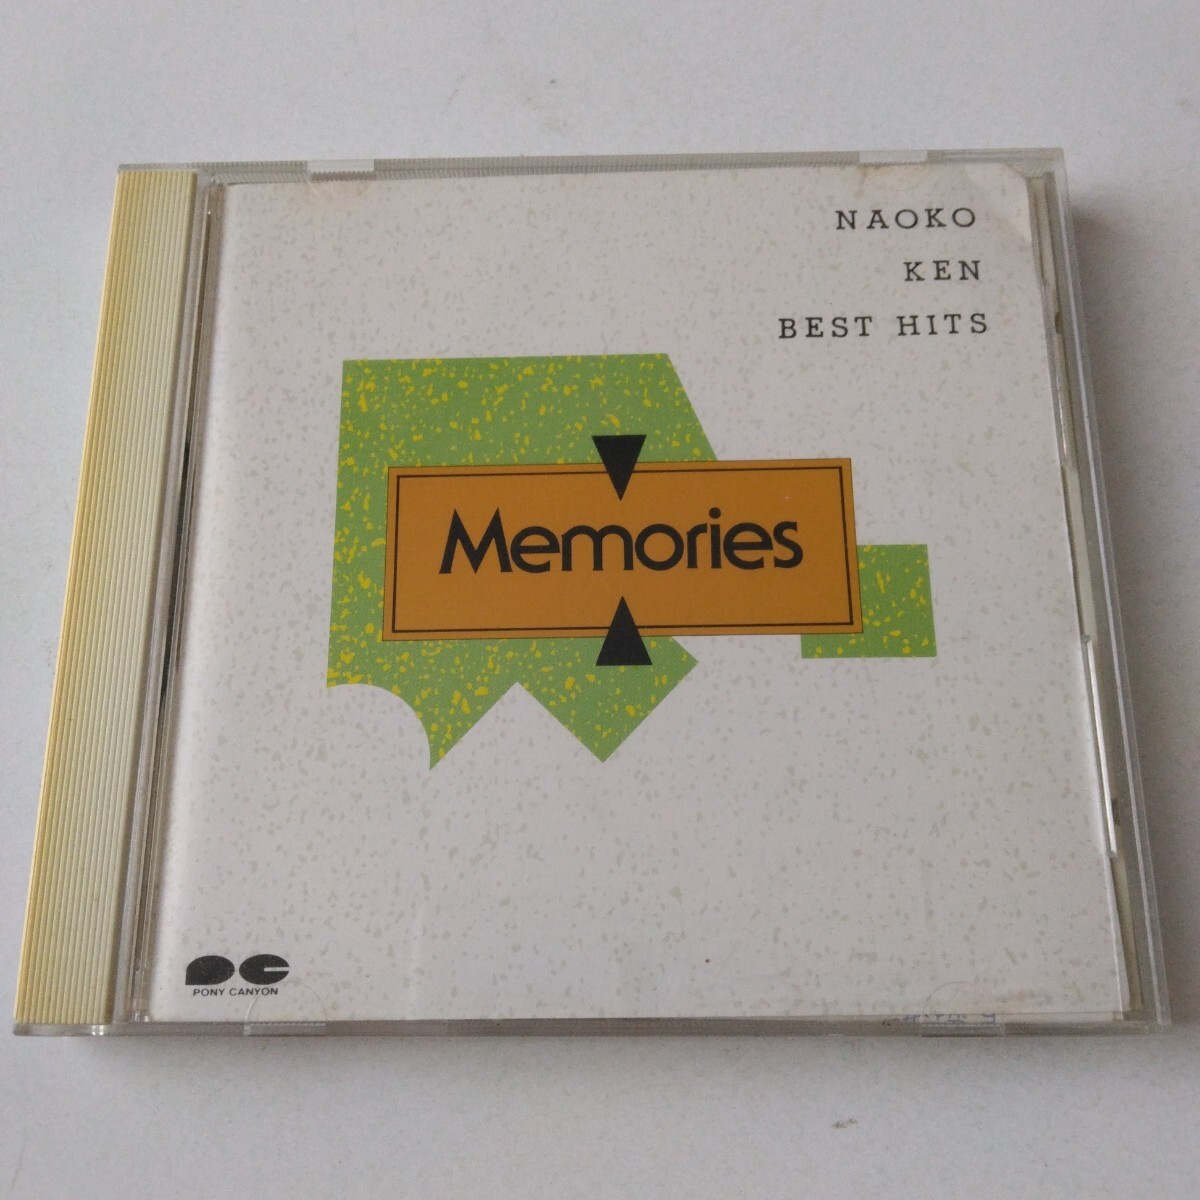 NAOKO
KEN
BEST HITS
Memories
PONY CANYON